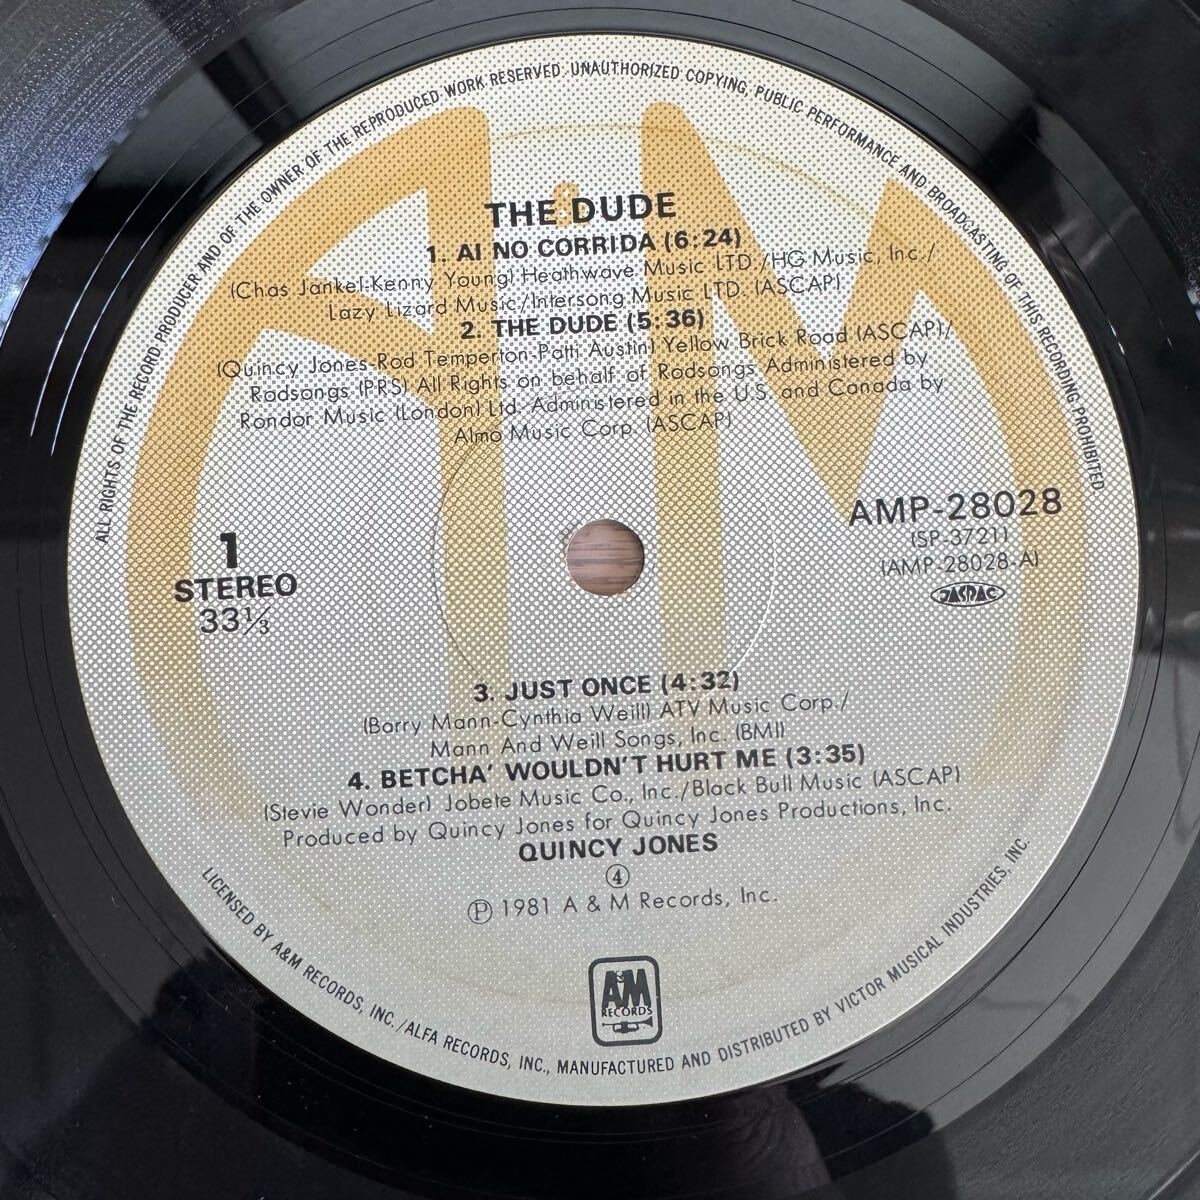 ALL RIGHTS OF THE RECORD PRODUCER AND OF THE OWNER OF THE REPRODUCED WORK RESERVED. UNAUTHORIZED COPYING, PUBLIC PERFORMANCE AND BROADCASTING OF THIS RECORDING PROHIBITED.
THE DUDE
1. AI NO CORRIDA (6:24)
(Chas Jankel-Kenny Young) Heathwave Music LTD./HG Music, Inc./
Lazy Lizard Music/Intersong Music LTD. (ASCAP)
2. THE DUDE (5:36)
(Quincy Jones-Rod Temperton-Patti Austin) Yellow Brick Road (ASCAP)/
Rodsongs (PRS) All Rights on behalf of Rodsongs Administered by
Rondor Music (London) Ltd. Administered in the U.S. and Canada by
Almo Music Corp. (ASCAP)
1
STEREO
33⅓
AMP-28028
(SP-3721)
(AMP-28028-A)
JASRAC
3. JUST ONCE (4:32)
(Barry Mann-Cynthia Weill) ATV Music Corp./
Mann And Weill Songs, Inc. (BMI)
4. BETCHA' WOULDN'T HURT ME (3:35)
(Stevie Wonder) Jobete Music Co., Inc./Black Bull Music (ASCAP)
Produced by Quincy Jones for Quincy Jones Productions, Inc.
QUINCY JONES
④
℗ 1981 A & M Records, Inc.
A&M
RECORDS
LICENSED BY A&M RECORDS, INC./ALFA RECORDS, INC., MANUFACTURED AND DISTRIBUTED BY VICTOR MUSICAL INDUSTRIES, INC.